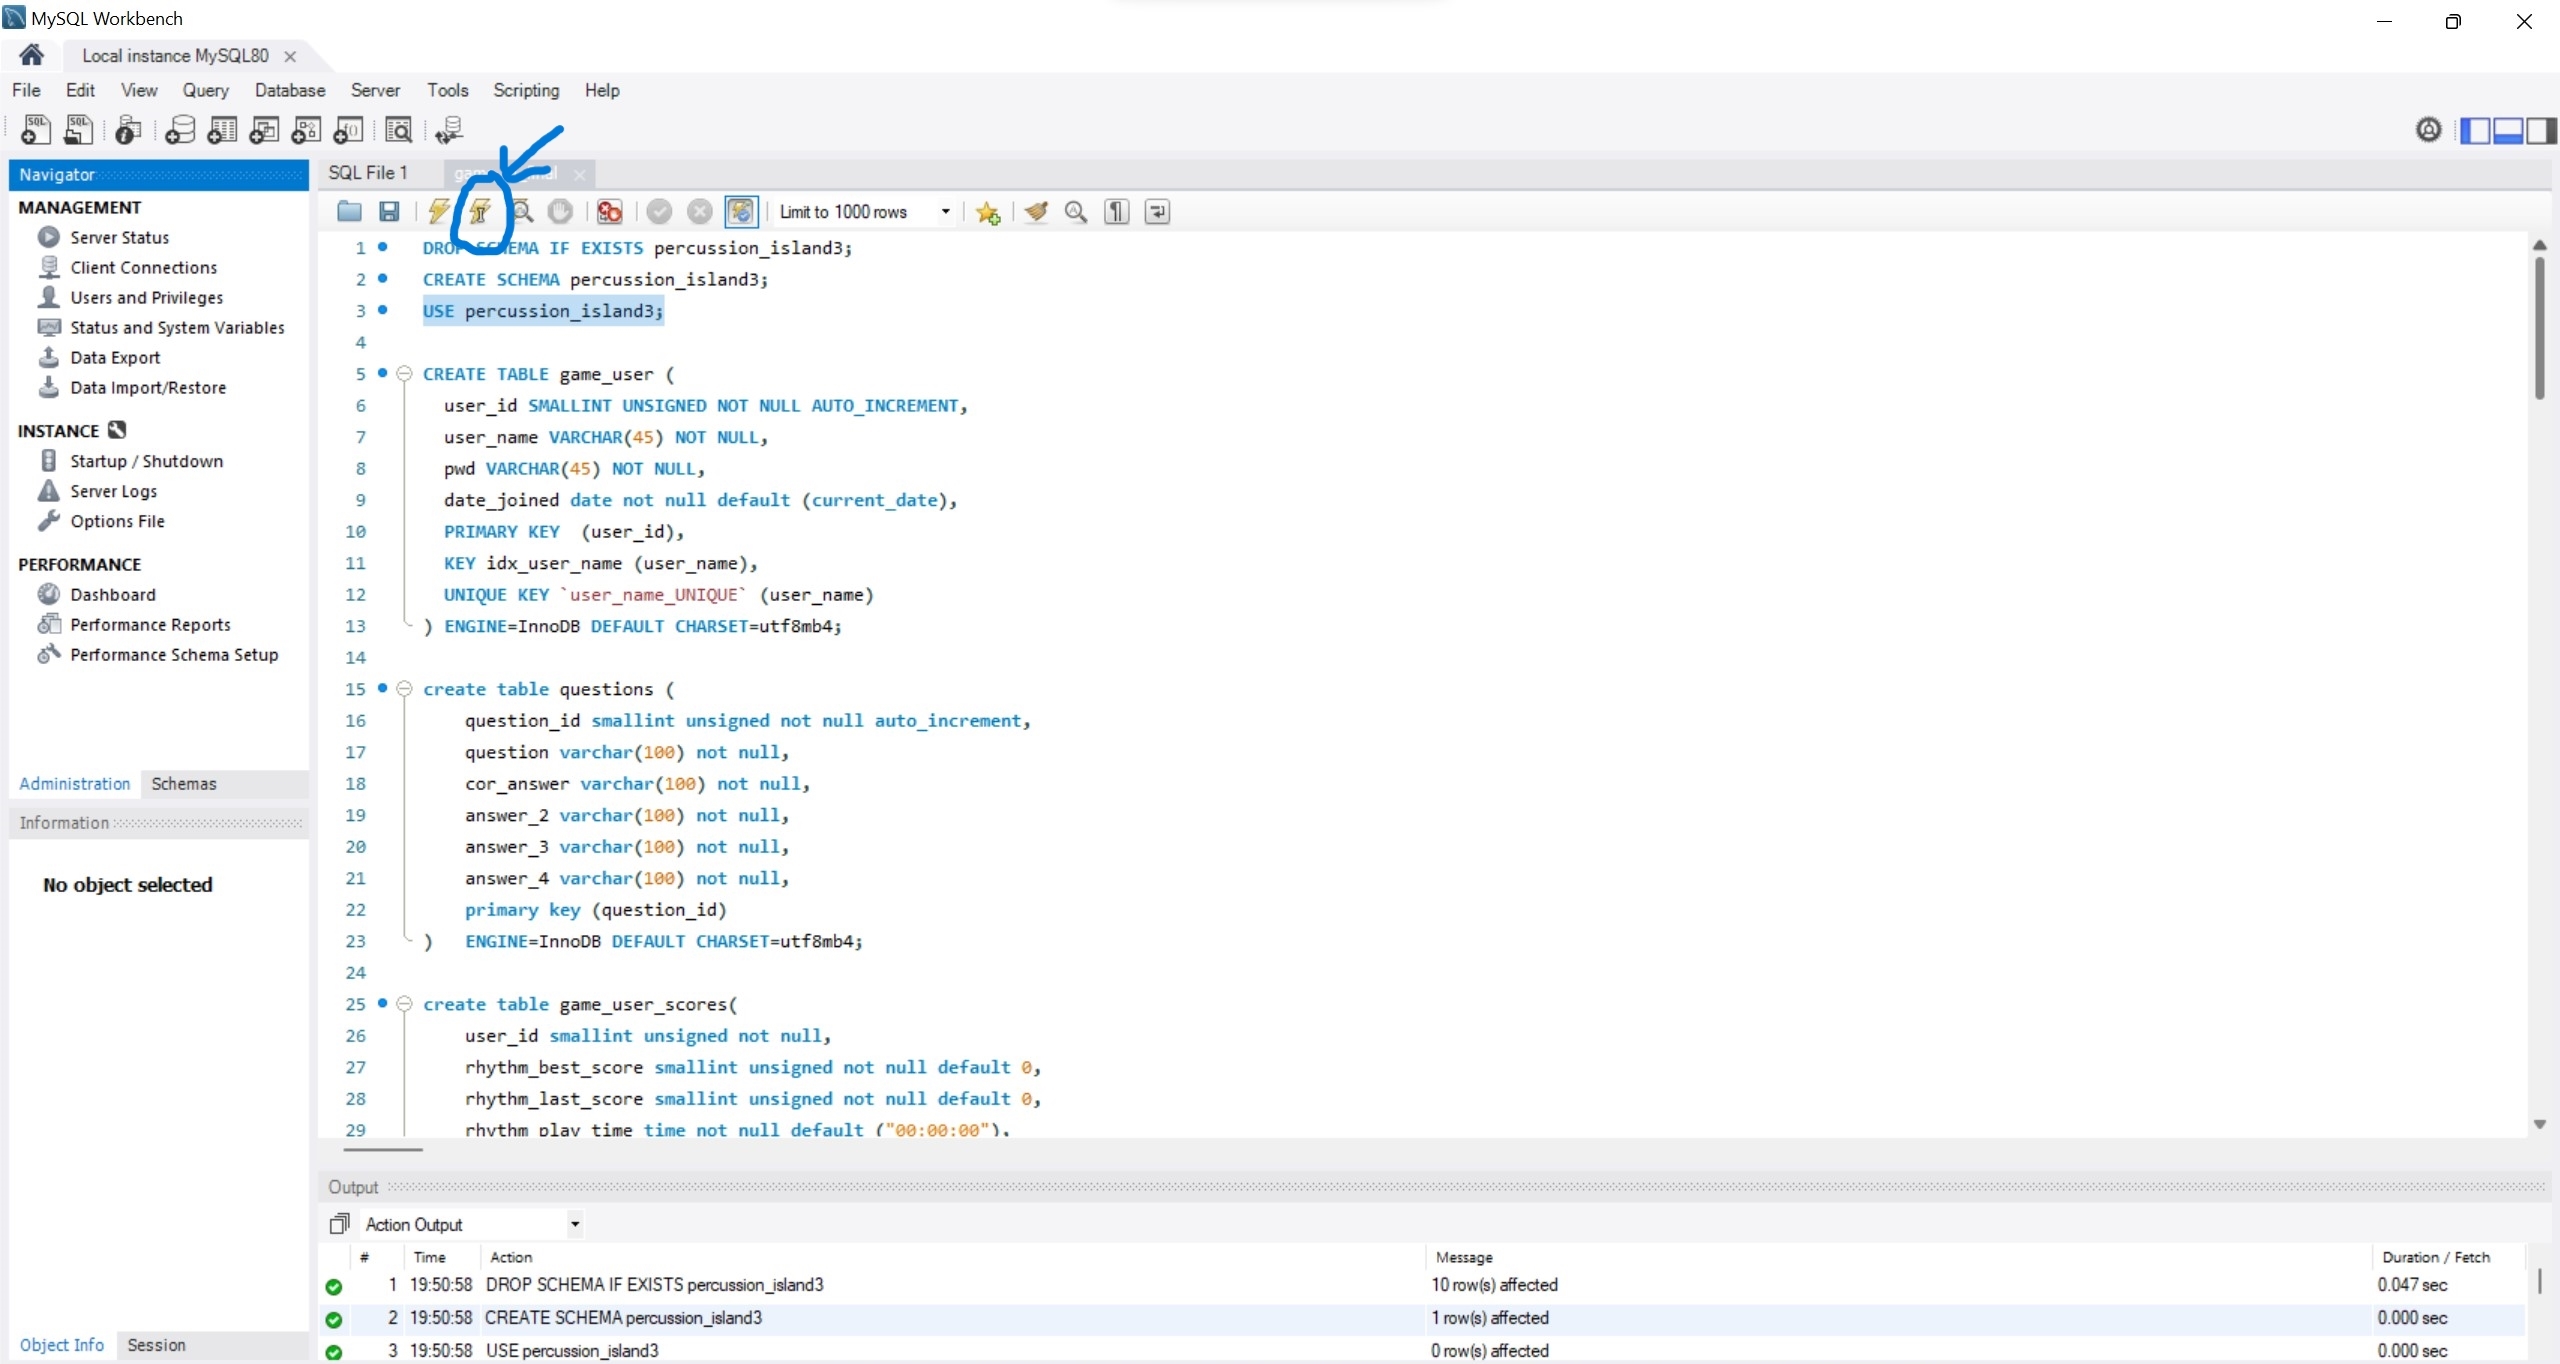 MySQL Workbench
Local instance MySQL80
File Edit View Query Database Server Tools Scripting Help
Navigator
MANAGEMENT
Server Status
Client Connections
Users and Privileges
Status and System Variables
Data Export
Data Import/Restore
INSTANCE
Startup / Shutdown
Server Logs
Options File
PERFORMANCE
Dashboard
Performance Reports
Performance Schema Setup
Administration Schemas
Information
No object selected
Object Info Session
SQL File 1
Limit to 1000 rows
1 DROP SCHEMA IF EXISTS percussion_island3;
2 CREATE SCHEMA percussion_island3;
3 USE percussion_island3;
4
5 CREATE TABLE game_user (
6 user_id SMALLINT UNSIGNED NOT NULL AUTO_INCREMENT,
7 user_name VARCHAR(45) NOT NULL,
8 pwd VARCHAR(45) NOT NULL,
9 date_joined date not null default (current_date),
10 PRIMARY KEY (user_id),
11 KEY idx_user_name (user_name),
12 UNIQUE KEY `user_name_UNIQUE` (user_name)
13 ) ENGINE=InnoDB DEFAULT CHARSET=utf8mb4;
14
15 create table questions (
16 question_id smallint unsigned not null auto_increment,
17 question varchar(100) not null,
18 cor_answer varchar(100) not null,
19 answer_2 varchar(100) not null,
20 answer_3 varchar(100) not null,
21 answer_4 varchar(100) not null,
22 primary key (question_id)
23 ) ENGINE=InnoDB DEFAULT CHARSET=utf8mb4;
24
25 create table game_user_scores(
26 user_id smallint unsigned not null,
27 rhythm_best_score smallint unsigned not null default 0,
28 rhythm_last_score smallint unsigned not null default 0,
29 rhythm_play_time time not null default ("00:00:00"),
Output
Action Output
# Time Action Message Duration / Fetch
1 19:50:58 DROP SCHEMA IF EXISTS percussion_island3 10 row(s) affected 0.047 sec
2 19:50:58 CREATE SCHEMA percussion_island3 1 row(s) affected 0.000 sec
3 19:50:58 USE percussion_island3 0 row(s) affected 0.000 sec